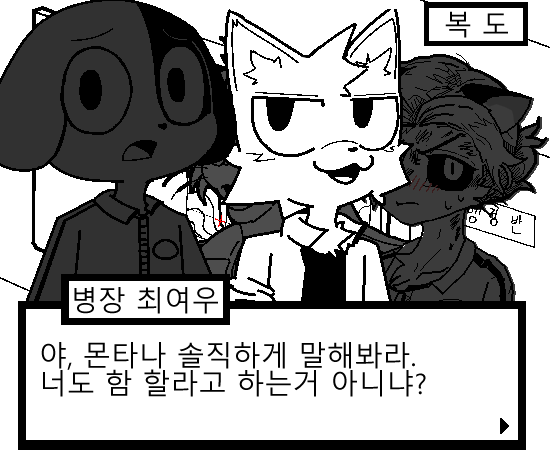 복 도
병장 최여우
야, 몬타나 솔직하게 말해봐라.
너도 함 할라고 하는거 아니냐?